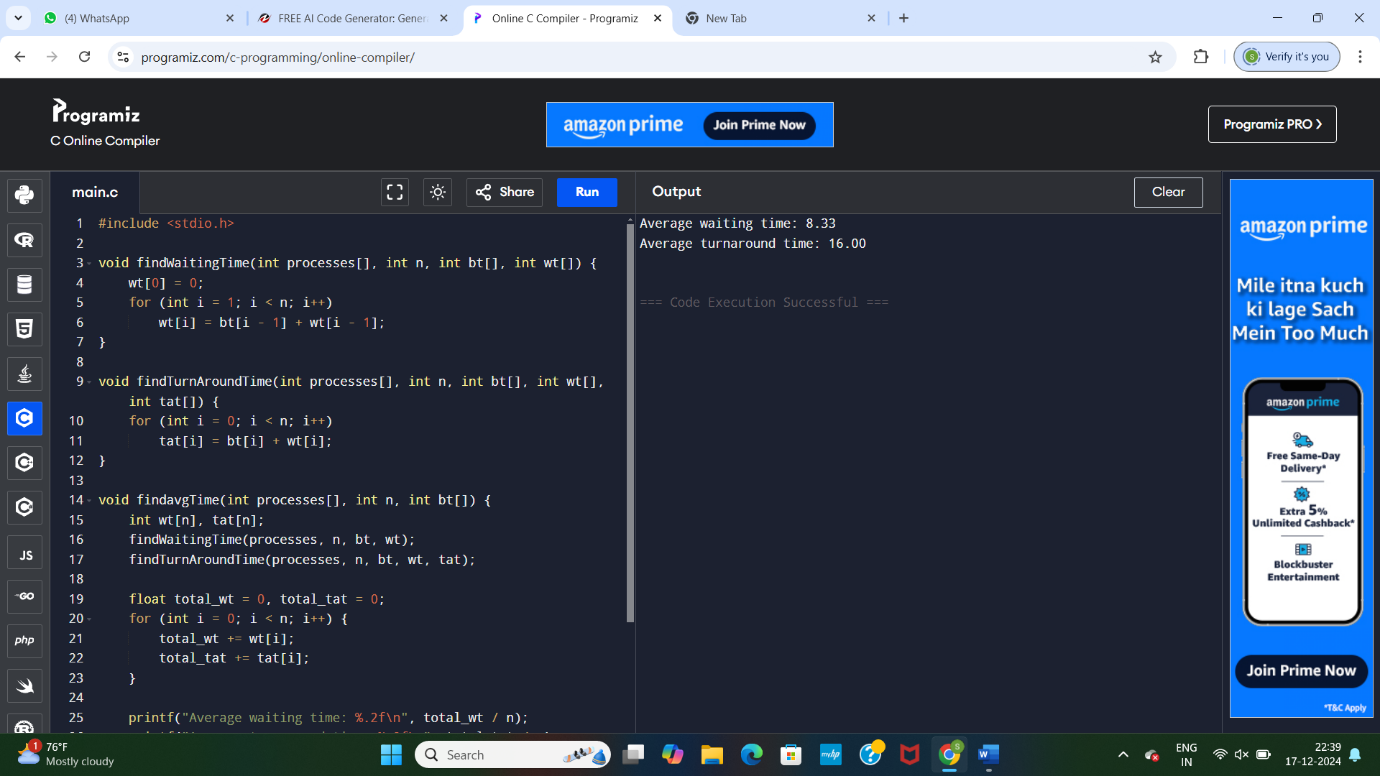 (4) WhatsApp
FREE AI Code Generator: Gener
Online C Compiler - Programiz
New Tab
programiz.com/c-programming/online-compiler/
Verify it's you
Programiz
C Online Compiler
amazon prime
Join Prime Now
Programiz PRO
main.c
Share
Run
Output
Clear
1 #include <stdio.h>
2
3 void findWaitingTime(int processes[], int n, int bt[], int wt[]) {
4 wt[0] = 0;
5 for (int i = 1; i < n; i++)
6 wt[i] = bt[i - 1] + wt[i - 1];
7 }
8
9 void findTurnAroundTime(int processes[], int n, int bt[], int wt[],
int tat[]) {
10 for (int i = 0; i < n; i++)
11 tat[i] = bt[i] + wt[i];
12 }
13
14 void findavgTime(int processes[], int n, int bt[]) {
15 int wt[n], tat[n];
16 findWaitingTime(processes, n, bt, wt);
17 findTurnAroundTime(processes, n, bt, wt, tat);
18
19 float total_wt = 0, total_tat = 0;
20 for (int i = 0; i < n; i++) {
21 total_wt += wt[i];
22 total_tat += tat[i];
23 }
24
25 printf("Average waiting time: %.2f\n", total_wt / n);
Average waiting time: 8.33
Average turnaround time: 16.00
=== Code Execution Successful ===
JS
GO
php
amazon prime
Mile itna kuch
ki lage Sach
Mein Too Much
amazon prime
Free Same-Day
Delivery*
Extra 5%
Unlimited Cashback*
Blockbuster
Entertainment
Join Prime Now
*T&C Apply
1
76°F
Mostly cloudy
Search
ENG
IN
22:39
17-12-2024